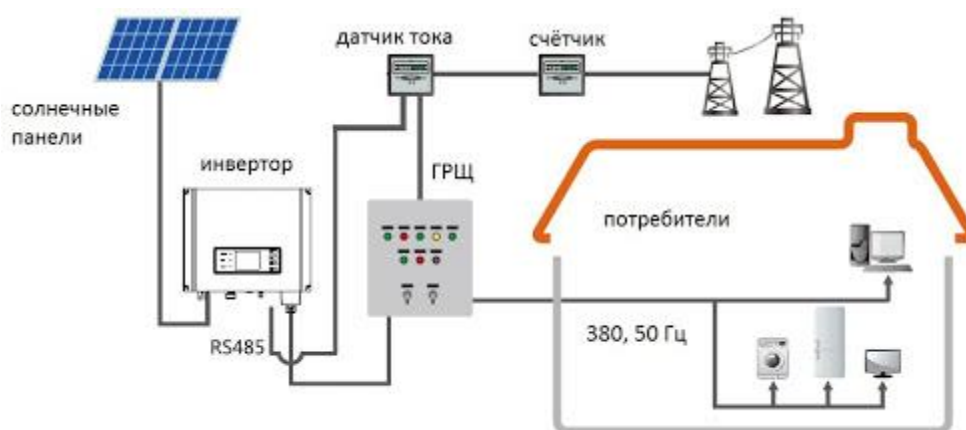 датчик тока
счётчик
солнечные
панели
инвертор
ГРЩ
потребители
RS485
380, 50 Гц